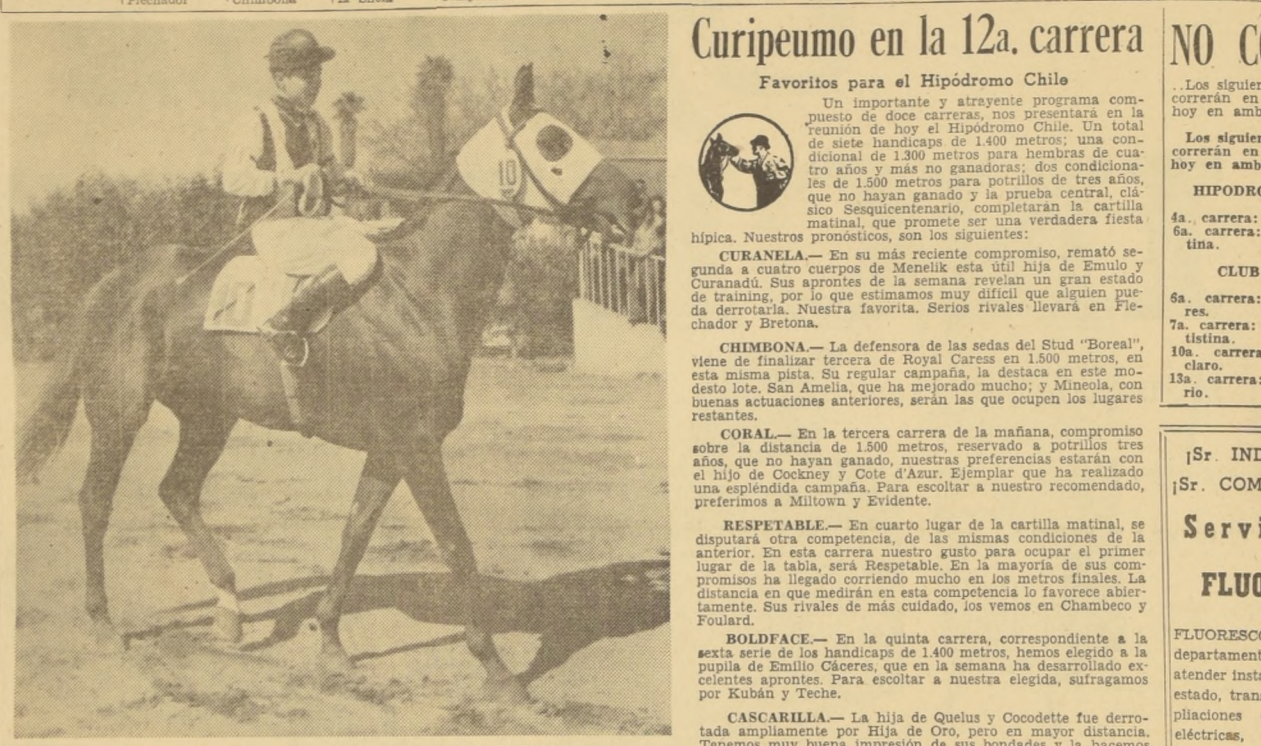 Flechador Chimbona
10
Curipeumo en la 12a. carrera
Favoritos para el Hipódromo Chile
Un importante y atrayente programa com-
puesto de doce carreras, nos presentará en la
reunión de hoy el Hipódromo Chile. Un total
de siete handicaps de 1.400 metros; una con-
dicional de 1.300 metros para hembras de cua-
tro años y más no ganadoras; dos condiciona-
les de 1.500 metros para potrillos de tres años,
que no hayan ganado y la prueba central, clá-
sico Sesquicentenario, completarán la cartilla
matinal, que promete ser una verdadera fiesta
hípica. Nuestros pronósticos, son los siguientes:
CURANELA.— En su más reciente compromiso, remató se-
gunda a cuatro cuerpos de Menelik esta útil hija de Emulo y
Curanadú. Sus aprontes de la semana revelan un gran estado
de training, por lo que estimamos muy difícil que alguien pue-
da derrotarla. Nuestra favorita. Serios rivales llevará en Fle-
chador y Bretona.
CHIMBONA.— La defensora de las sedas del Stud "Boreal",
viene de finalizar tercera de Royal Caress en 1.500 metros, en
esta misma pista. Su regular campaña, la destaca en este mo-
desto lote. San Amelia, que ha mejorado mucho; y Mineola, con
buenas actuaciones anteriores, serán las que ocupen los lugares
restantes.
CORAL.— En la tercera carrera de la mañana, compromiso
sobre la distancia de 1.500 metros, reservado a potrillos tres
años, que no hayan ganado, nuestras preferencias estarán con
el hijo de Cockney y Cote d'Azur. Ejemplar que ha realizado
una espléndida campaña. Para escoltar a nuestro recomendado,
preferimos a Miltown y Evidente.
RESPETABLE.— En cuarto lugar de la cartilla matinal, se
disputará otra competencia, de las mismas condiciones de la
anterior. En esta carrera nuestro gusto para ocupar el primer
lugar de la tabla, será Respetable. En la mayoría de sus com-
promisos ha llegado corriendo mucho en los metros finales. La
distancia en que medirán en esta competencia lo favorece abier-
tamente. Sus rivales de más cuidado, los vemos en Chambeco y
Foulard.
BOLDFACE.— En la quinta carrera, correspondiente a la
sexta serie de los handicaps de 1.400 metros, hemos elegido a la
pupila de Emilio Cáceres, que en la semana ha desarrollado ex-
celentes aprontes. Para escoltar a nuestra elegida, sufragamos
por Kubán y Teche.
CASCARILLA.— La hija de Quelus y Cocodette fue derro-
tada ampliamente por Hija de Oro, pero en mayor distancia.
Tenemos muy buena impresión de sus bondades y la hacemos
NO C
..Los siguien
correrán en
hoy en amb
Los siguien
correrán en
hoy en amb
HIPODRO
4a. carrera:
6a. carrera:
tina.
CLUB
6a. carrera:
res.
7a. carrera:
tistina.
10a. carrera
claro.
13a. carrera:
rio.
¡Sr. IND
¡Sr. COM
Servi
FLUO
FLUORESCO
departament
atender insta
estado, tran
pliaciones
eléctricas,